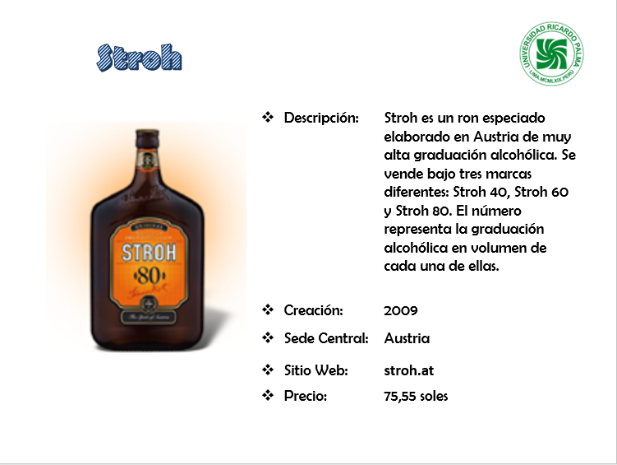 Stroh
UNIVERSIDAD RICARDO PALMA
LIMA, MCMLXIX, PERÚ
❖ Descripción: Stroh es un ron especiado
elaborado en Austria de muy
alta graduación alcohólica. Se
vende bajo tres marcas
diferentes: Stroh 40, Stroh 60
y Stroh 80. El número
representa la graduación
alcohólica en volumen de
cada una de ellas.
STROH
80
❖ Creación: 2009
❖ Sede Central: Austria
❖ Sitio Web: stroh.at
❖ Precio: 75,55 soles